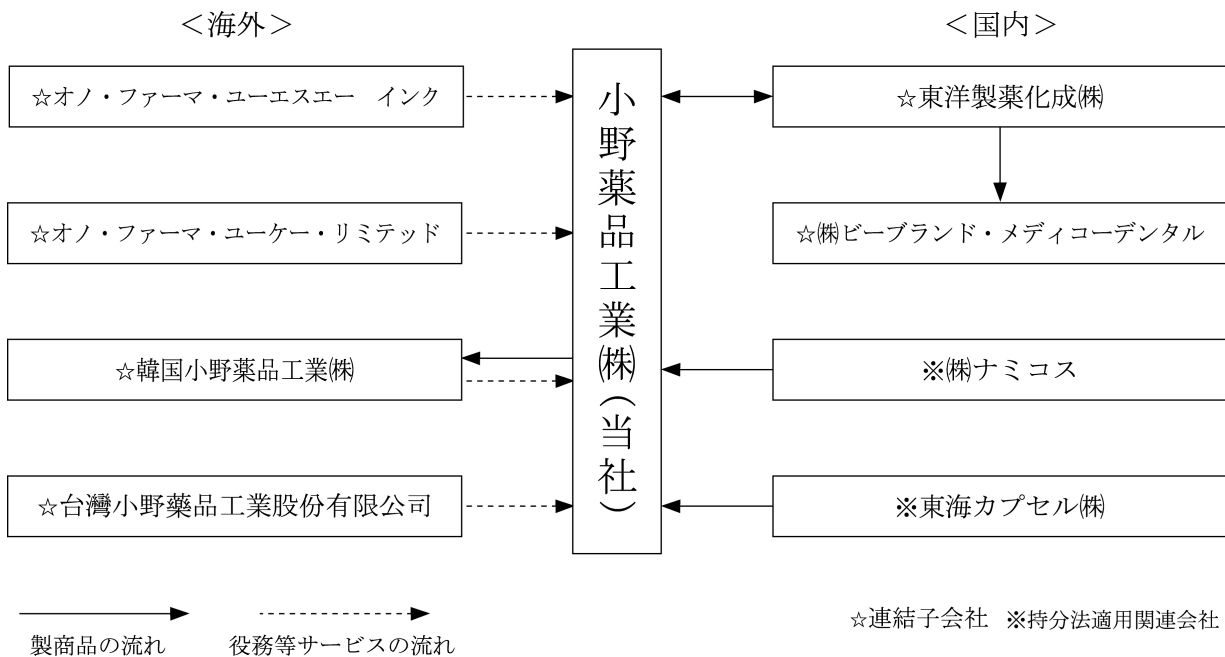 ＜海外＞
☆オノ・ファーマ・ユーエスエー　インク
☆オノ・ファーマ・ユーケー・リミテッド
☆韓国小野薬品工業㈱
☆台灣小野藥品工業股份有限公司
小野薬品工業㈱（当社）
＜国内＞
☆東洋製薬化成㈱
☆㈱ビーブランド・メディコーデンタル
※㈱ナミコス
※東海カプセル㈱
製商品の流れ
役務等サービスの流れ
☆連結子会社　※持分法適用関連会社